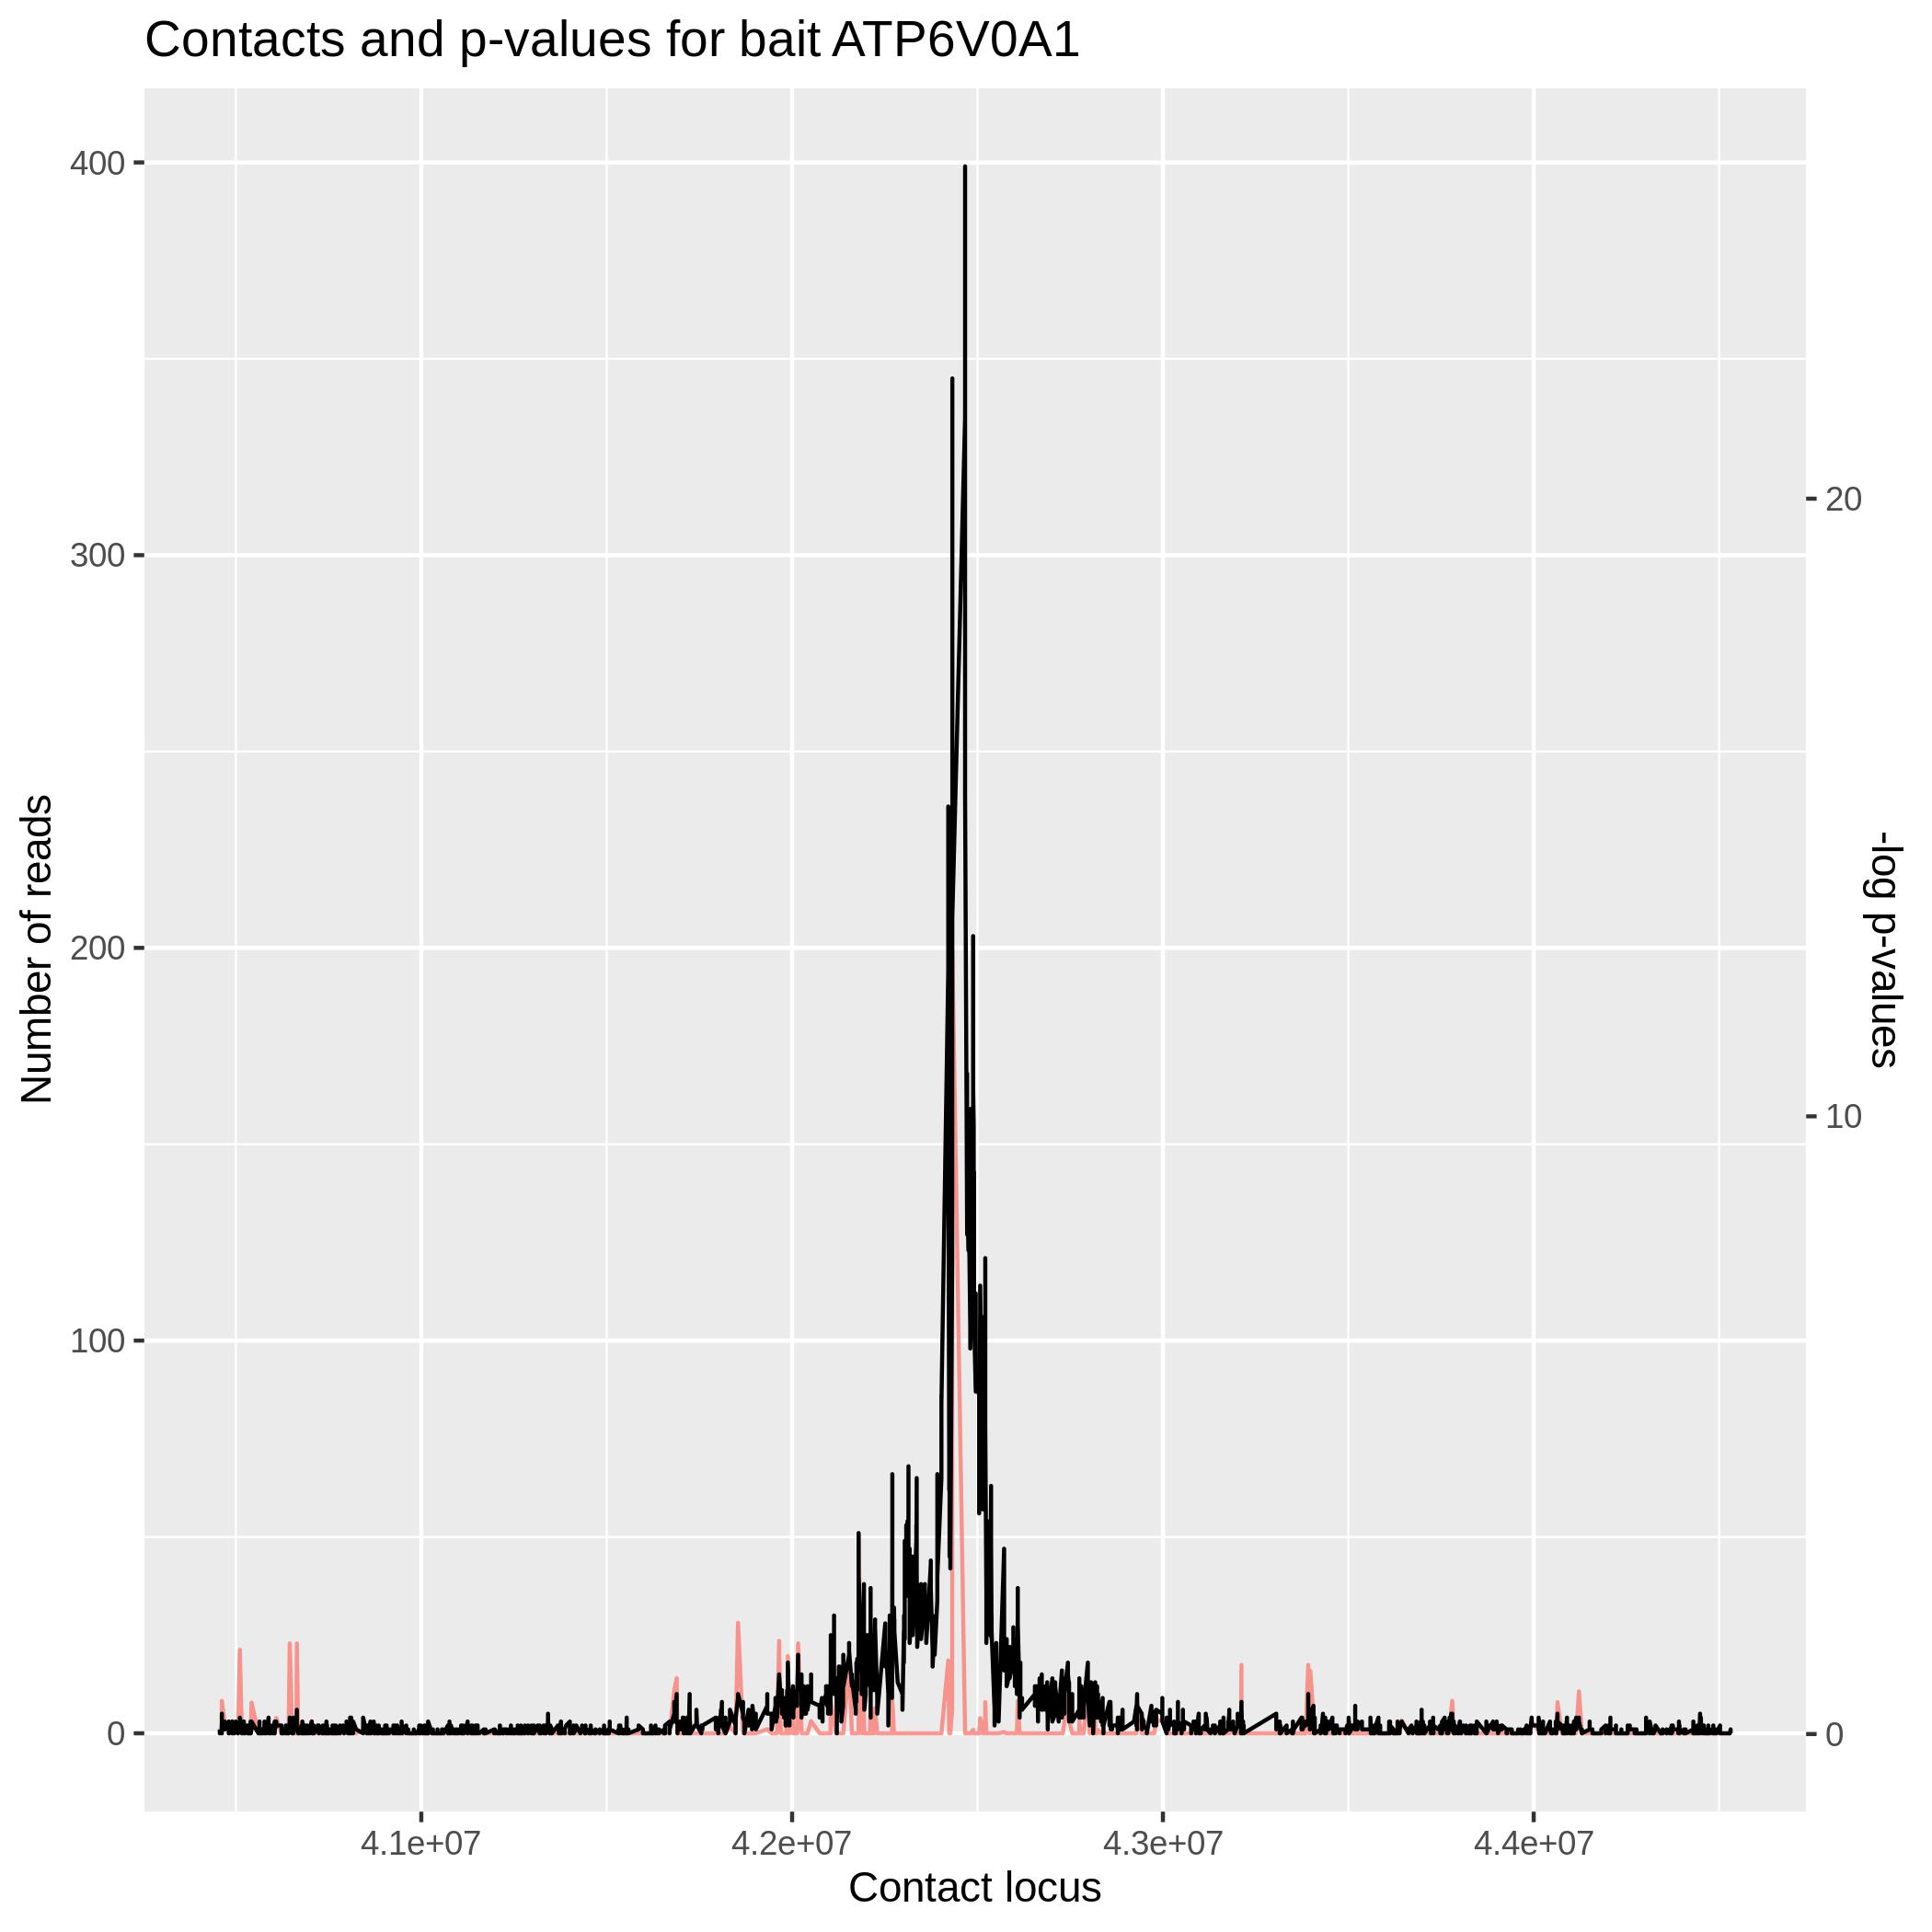 Contacts and p-values for bait ATP6V0A1
400
300
200
100
0
20
10
0
Number of reads
-log p-values
4.1e+07
4.2e+07
4.3e+07
4.4e+07
Contact locus